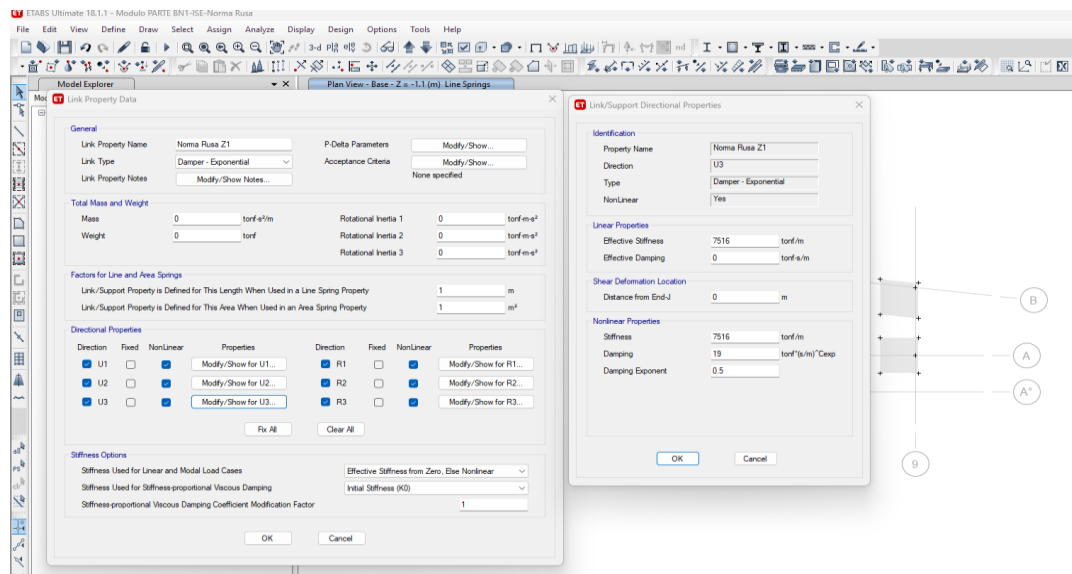 ETABS Ultimate 18.1.1 - Modulo PARTE BN1-ISE-Norma Rusa
File Edit View Define Draw Select Assign Analyze Display Design Options Tools Help
Model Explorer
Plan View - Base - Z = -1.1 (m) Line Springs
Link Property Data
General
Link Property Name Norma Rusa Z1 P-Delta Parameters Modify/Show...
Link Type Damper - Exponential Acceptance Criteria Modify/Show...
Link Property Notes Modify/Show Notes... None specified
Total Mass and Weight
Mass 0 tonf-s²/m Rotational Inertia 1 0 tonf-m-s²
Weight 0 tonf Rotational Inertia 2 0 tonf-m-s²
Rotational Inertia 3 0 tonf-m-s²
Factors for Line and Area Springs
Link/Support Property is Defined for This Length When Used in a Line Spring Property 1 m
Link/Support Property is Defined for This Area When Used in an Area Spring Property 1 m²
Directional Properties
Direction Fixed NonLinear Properties Direction Fixed NonLinear Properties
U1 Modify/Show for U1... R1 Modify/Show for R1...
U2 Modify/Show for U2... R2 Modify/Show for R2...
U3 Modify/Show for U3... R3 Modify/Show for R3...
Fix All Clear All
Stiffness Options
Stiffness Used for Linear and Modal Load Cases Effective Stiffness from Zero, Else Nonlinear
Stiffness Used for Stiffness-proportional Viscous Damping Initial Stiffness (K0)
Stiffness-proportional Viscous Damping Coefficient Modification Factor 1
OK Cancel
Link/Support Directional Properties
Identification
Property Name Norma Rusa Z1
Direction U3
Type Damper - Exponential
NonLinear Yes
Linear Properties
Effective Stiffness 7516 tonf/m
Effective Damping 0 tonf-s/m
Shear Deformation Location
Distance from End-J 0 m
Nonlinear Properties
Stiffness 7516 tonf/m
Damping 19 tonf*(s/m)^Cexp
Damping Exponent 0.5
OK Cancel
B
A
A°
9